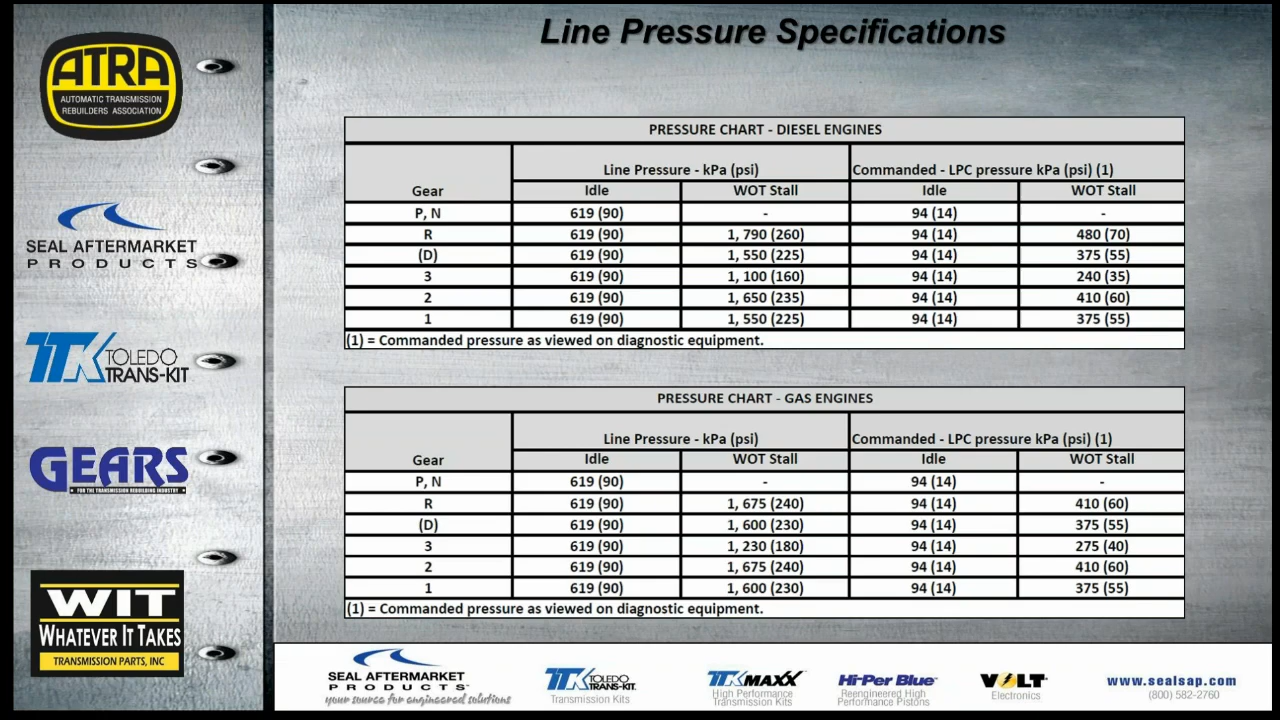 Line Pressure Specifications
ATRA
AUTOMATIC TRANSMISSION
REBUILDERS ASSOCIATION
SEAL AFTERMARKET
PRODUCTS
TTK TOLEDO
TRANS-KIT
GEARS
FOR THE TRANSMISSION REBUILDING INDUSTRY
WIT
WHATEVER IT TAKES
TRANSMISSION PARTS, INC
PRESSURE CHART - DIESEL ENGINES
Line Pressure - kPa (psi) Commanded - LPC pressure kPa (psi) (1)
Gear Idle WOT Stall Idle WOT Stall
P, N 619 (90) - 94 (14) -
R 619 (90) 1, 790 (260) 94 (14) 480 (70)
(D) 619 (90) 1, 550 (225) 94 (14) 375 (55)
3 619 (90) 1, 100 (160) 94 (14) 240 (35)
2 619 (90) 1, 650 (235) 94 (14) 410 (60)
1 619 (90) 1, 550 (225) 94 (14) 375 (55)
(1) = Commanded pressure as viewed on diagnostic equipment.
PRESSURE CHART - GAS ENGINES
Line Pressure - kPa (psi) Commanded - LPC pressure kPa (psi) (1)
Gear Idle WOT Stall Idle WOT Stall
P, N 619 (90) - 94 (14) -
R 619 (90) 1, 675 (240) 94 (14) 410 (60)
(D) 619 (90) 1, 600 (230) 94 (14) 375 (55)
3 619 (90) 1, 230 (180) 94 (14) 275 (40)
2 619 (90) 1, 675 (240) 94 (14) 410 (60)
1 619 (90) 1, 600 (230) 94 (14) 375 (55)
(1) = Commanded pressure as viewed on diagnostic equipment.
SEAL AFTERMARKET
PRODUCTS
your source for engineered solutions
TTK TOLEDO
TRANS-KIT
Transmission Kits
TTK MAXX
High Performance
Transmission Kits
Hi-Per Blue
Reengineered High
Performance Pistons
VOLT
Electronics
www.sealsap.com
(800) 582-2760